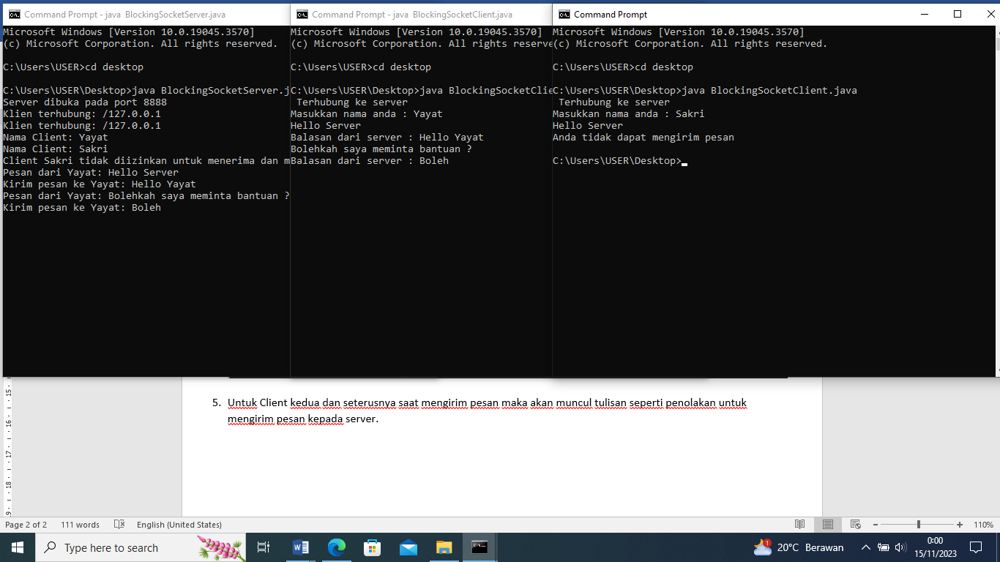 Command Prompt - java  BlockingSocketServer.java
Microsoft Windows [Version 10.0.19045.3570]
(c) Microsoft Corporation. All rights reserved.
C:\Users\USER>cd desktop
C:\Users\USER\Desktop>java BlockingSocketServer.j
Server dibuka pada port 8888
Klien terhubung: /127.0.0.1
Klien terhubung: /127.0.0.1
Nama Client: Yayat
Nama Client: Sakri
Client Sakri tidak diizinkan untuk menerima dan m
Pesan dari Yayat: Hello Server
Kirim pesan ke Yayat: Hello Yayat
Pesan dari Yayat: Bolehkah saya meminta bantuan ?
Kirim pesan ke Yayat: Boleh
Command Prompt - java  BlockingSocketClient.java
Microsoft Windows [Version 10.0.19045.3570]
(c) Microsoft Corporation. All rights reserve
C:\Users\USER>cd desktop
C:\Users\USER\Desktop>java BlockingSocketClie
Terhubung ke server
Masukkan nama anda : Yayat
Hello Server
Balasan dari server : Hello Yayat
Bolehkah saya meminta bantuan ?
Balasan dari server : Boleh
Command Prompt
Microsoft Windows [Version 10.0.19045.3570]
(c) Microsoft Corporation. All rights reserved.
C:\Users\USER>cd desktop
C:\Users\USER\Desktop>java BlockingSocketClient.java
Terhubung ke server
Masukkan nama anda : Sakri
Hello Server
Anda tidak dapat mengirim pesan
C:\Users\USER\Desktop>
5. Untuk Client kedua dan seterusnya saat mengirim pesan maka akan muncul tulisan seperti penolakan untuk
mengirim pesan kepada server.
15
16
17
18
Page 2 of 2 111 words English (United States) 110%
Type here to search
1 20°C Berawan
0:00
15/11/2023